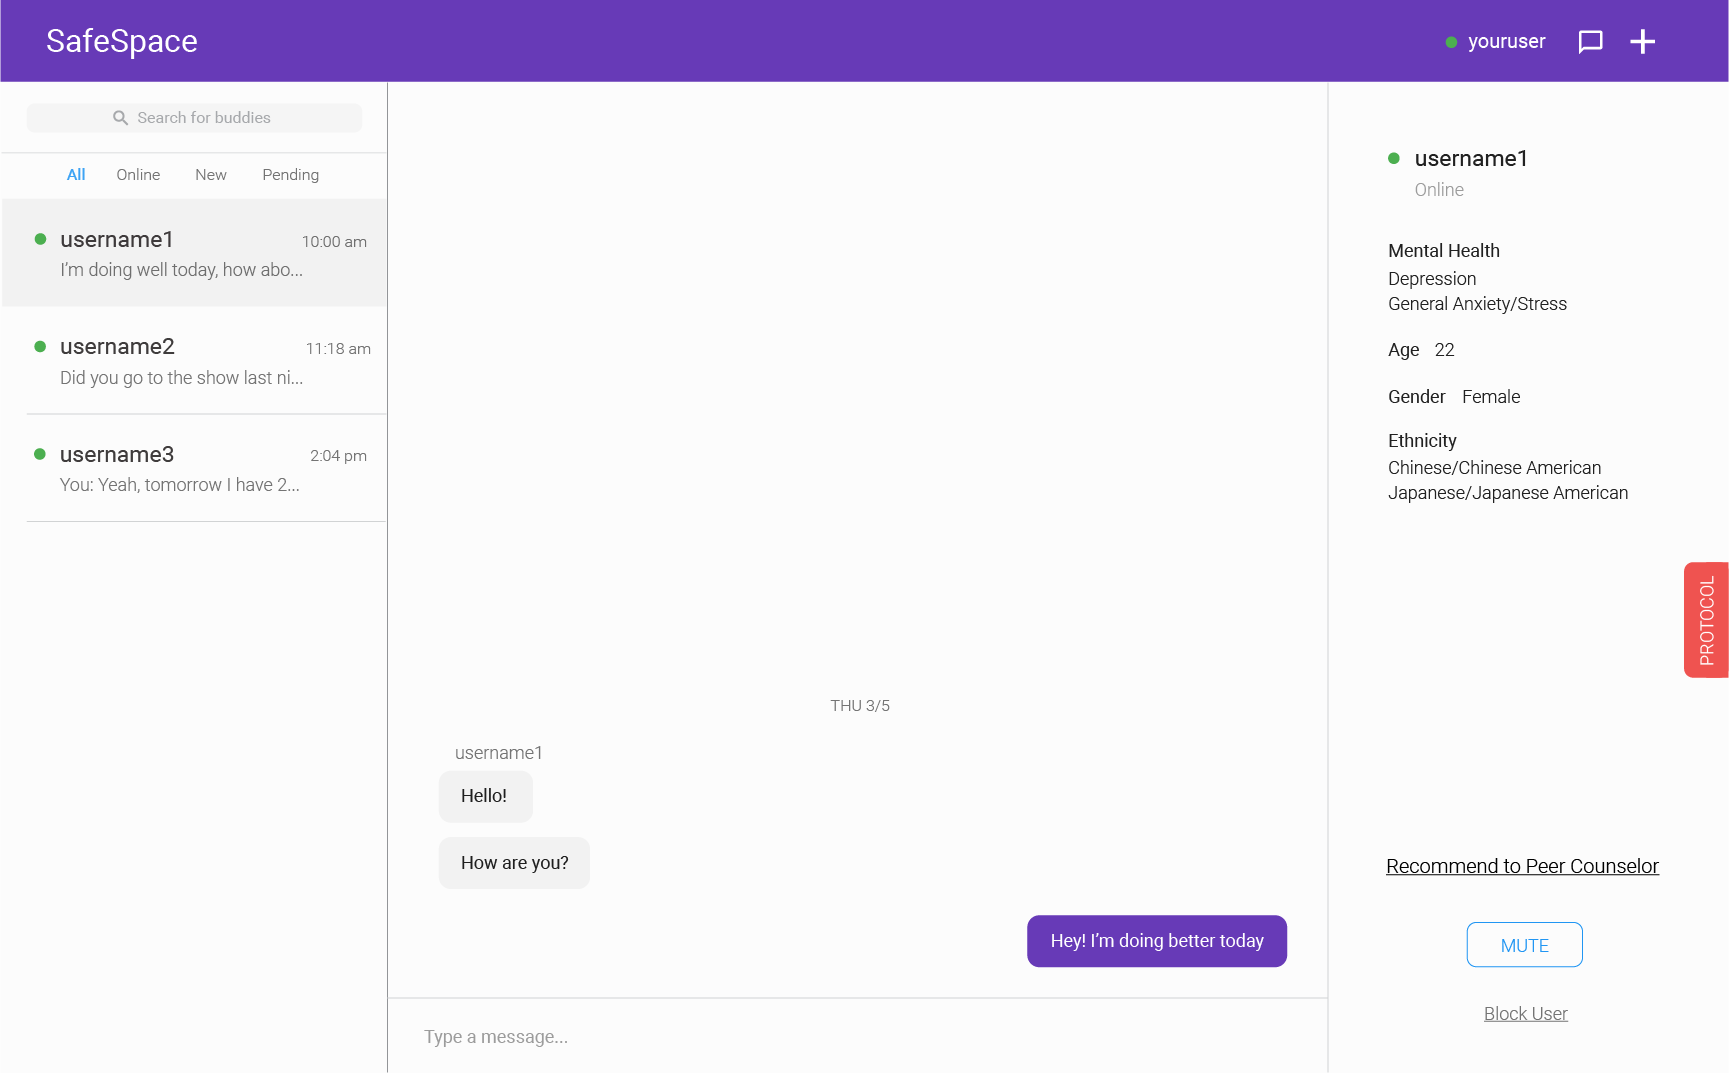 SafeSpace
youruser
Search for buddies
All Online New Pending
username1 10:00 am
I’m doing well today, how abo...
username2 11:18 am
Did you go to the show last ni...
username3 2:04 pm
You: Yeah, tomorrow I have 2...
THU 3/5
username1
Hello!
How are you?
Hey! I’m doing better today
Type a message...
username1
Online
Mental Health
Depression
General Anxiety/Stress
Age 22
Gender Female
Ethnicity
Chinese/Chinese American
Japanese/Japanese American
PROTOCOL
Recommend to Peer Counselor
MUTE
Block User